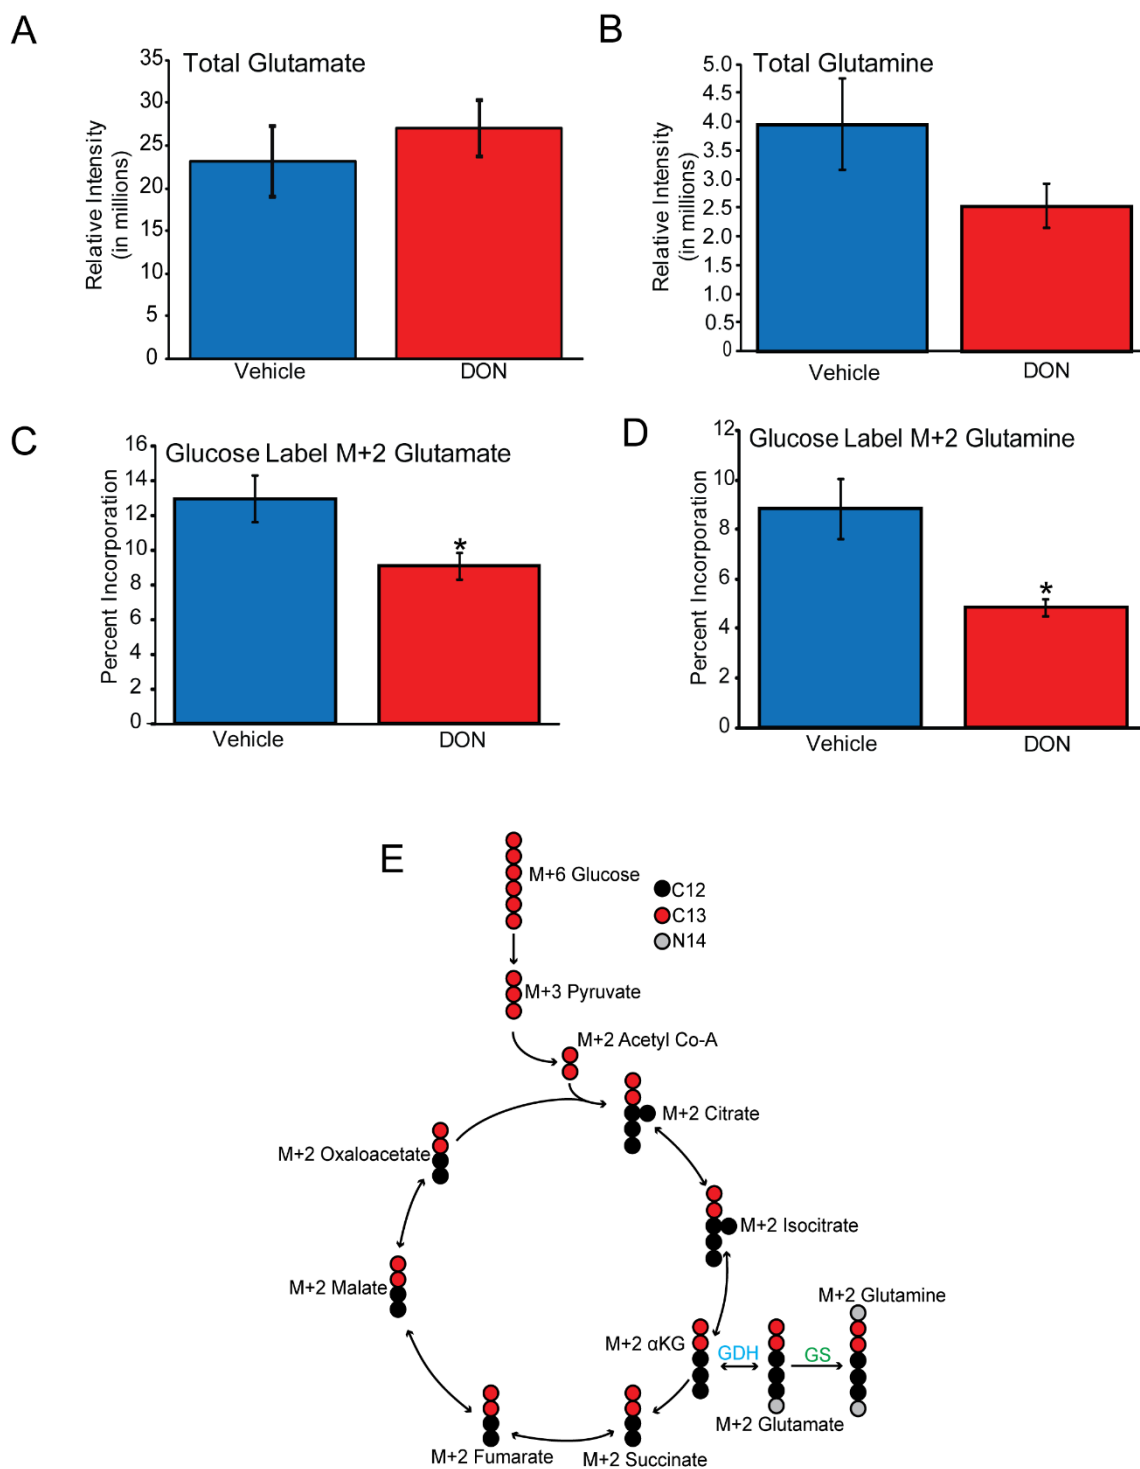 A
Total Glutamate
Relative Intensity
(in millions)
35
30
25
20
15
10
5
0
Vehicle
DON
B
Total Glutamine
Relative Intensity
(in millions)
5.0
4.5
4.0
3.5
3.0
2.5
2.0
1.5
1.0
0.5
0
Vehicle
DON
C
Glucose Label M+2 Glutamate
Percent Incorporation
16
14
12
10
8
6
4
2
0
*
Vehicle
DON
D
Glucose Label M+2 Glutamine
Percent Incorporation
12
10
8
6
4
2
0
*
Vehicle
DON
E
M+6 Glucose
C12
C13
N14
M+3 Pyruvate
M+2 Acetyl Co-A
M+2 Citrate
M+2 Oxaloacetate
M+2 Isocitrate
M+2 Malate
M+2 Glutamine
M+2 αKG
GDH
GS
M+2 Glutamate
M+2 Fumarate
M+2 Succinate